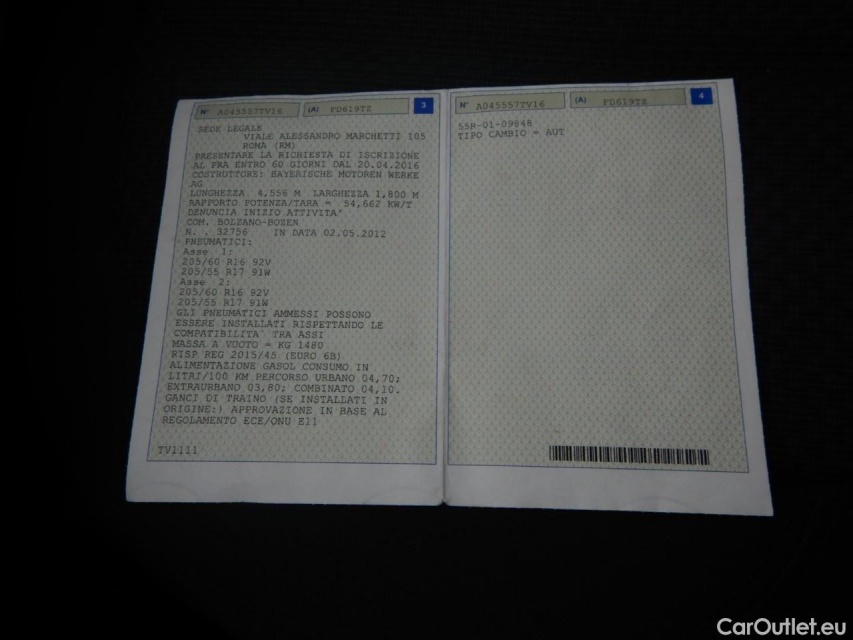 N° A045557TV16 (A) FD619TZ 3
SEDE LEGALE
VIALE ALESSANDRO MARCHETTI 105
ROMA (RM)
PRESENTARE LA RICHIESTA DI ISCRIZIONE
AL PRA ENTRO 60 GIORNI DAL 20.04.2016
COSTRUTTORE: BAYERISCHE MOTOREN WERKE
AG
LUNGHEZZA 4,556 M LARGHEZZA 1,800 M
RAPPORTO POTENZA/TARA = 54,662 KW/T
DENUNCIA INIZIO ATTIVITA'
COM. BOLZANO-BOZEN
N. . 32756 IN DATA 02.05.2012
PNEUMATICI:
Asse 1:
205/60 R16 92V
205/55 R17 91W
Asse 2:
205/60 R16 92V
205/55 R17 91W
GLI PNEUMATICI AMMESSI POSSONO
ESSERE INSTALLATI RISPETTANDO LE
COMPATIBILITA' TRA ASSI
MASSA A VUOTO = KG 1480
RISP REG 2015/45 (EURO 6B)
ALIMENTAZIONE GASOL CONSUMO IN
LITRI/100 KM PERCORSO URBANO 04,70;
EXTRAURBANO 03,80; COMBINATO 04,10.
GANCI DI TRAINO (SE INSTALLATI IN
ORIGINE:) APPROVAZIONE IN BASE AL
REGOLAMENTO ECE/ONU E11
TV1111
N° A045557TV16 (A) FD619TZ 4
55R-01-09848
TIPO CAMBIO = AUT
CarOutlet.eu